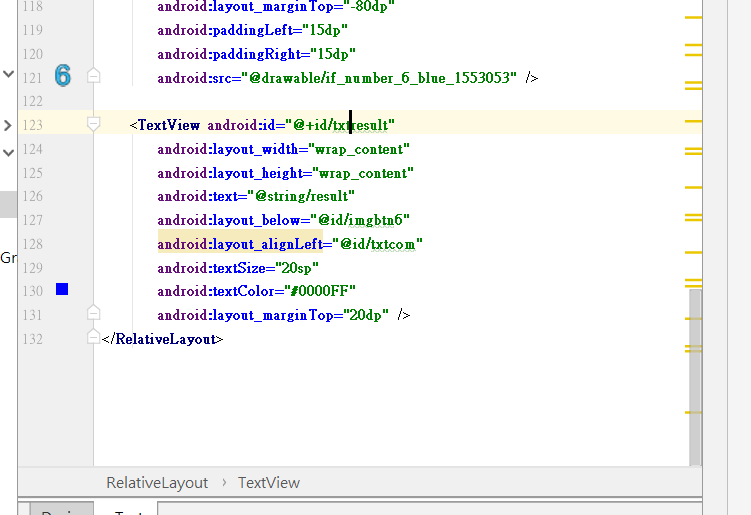 118 android:layout_marginTop="-80dp"
119 android:paddingLeft="15dp"
120 android:paddingRight="15dp"
121 android:src="@drawable/if_number_6_blue_1553053" />
122
123 <TextView android:id="@+id/txtresult"
124 android:layout_width="wrap_content"
125 android:layout_height="wrap_content"
126 android:text="@string/result"
127 android:layout_below="@id/imgbtn6"
128 android:layout_alignLeft="@id/txtcom"
129 android:textSize="20sp"
130 android:textColor="#0000FF"
131 android:layout_marginTop="20dp" />
132 </RelativeLayout>
6
Gr
RelativeLayout › TextView